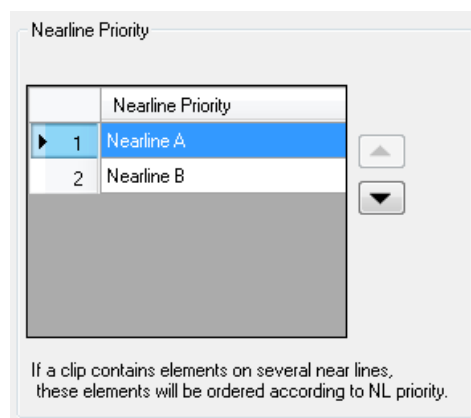 Nearline Priority
Nearline Priority
1 Nearline A
2 Nearline B
If a clip contains elements on several near lines,
these elements will be ordered according to NL priority.